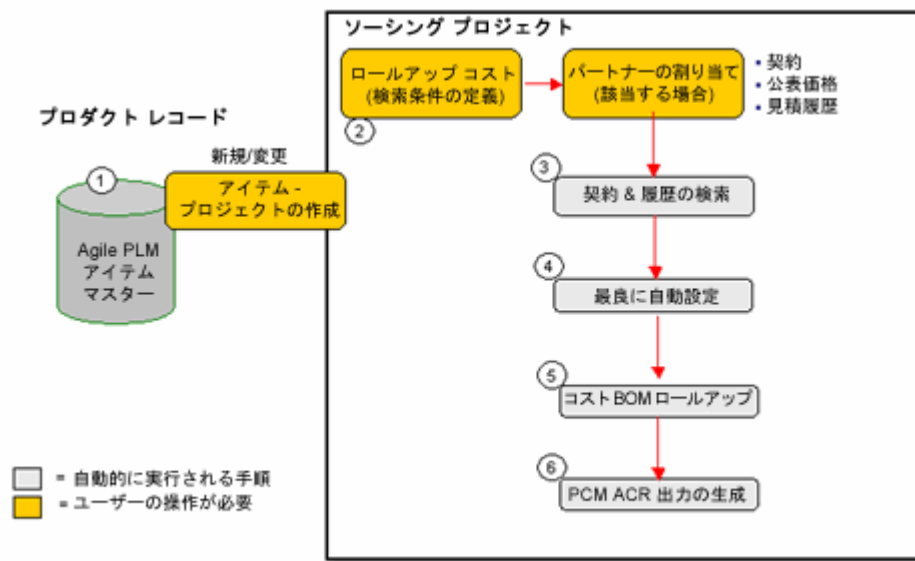 ソーシング プロジェクト
ロールアップ コスト
(検索条件の定義)
パートナーの割り当て
(該当する場合)
• 契約
• 公表価格
• 見積履歴
②
プロダクト レコード
新規/変更
①
アイテム -
プロジェクトの作成
Agile PLM
アイテム
マスター
③
契約 & 履歴の検索
④
最良に自動設定
⑤
コスト BOM ロールアップ
⑥
PCM ACR 出力の生成
= 自動的に実行される手順
= ユーザーの操作が必要